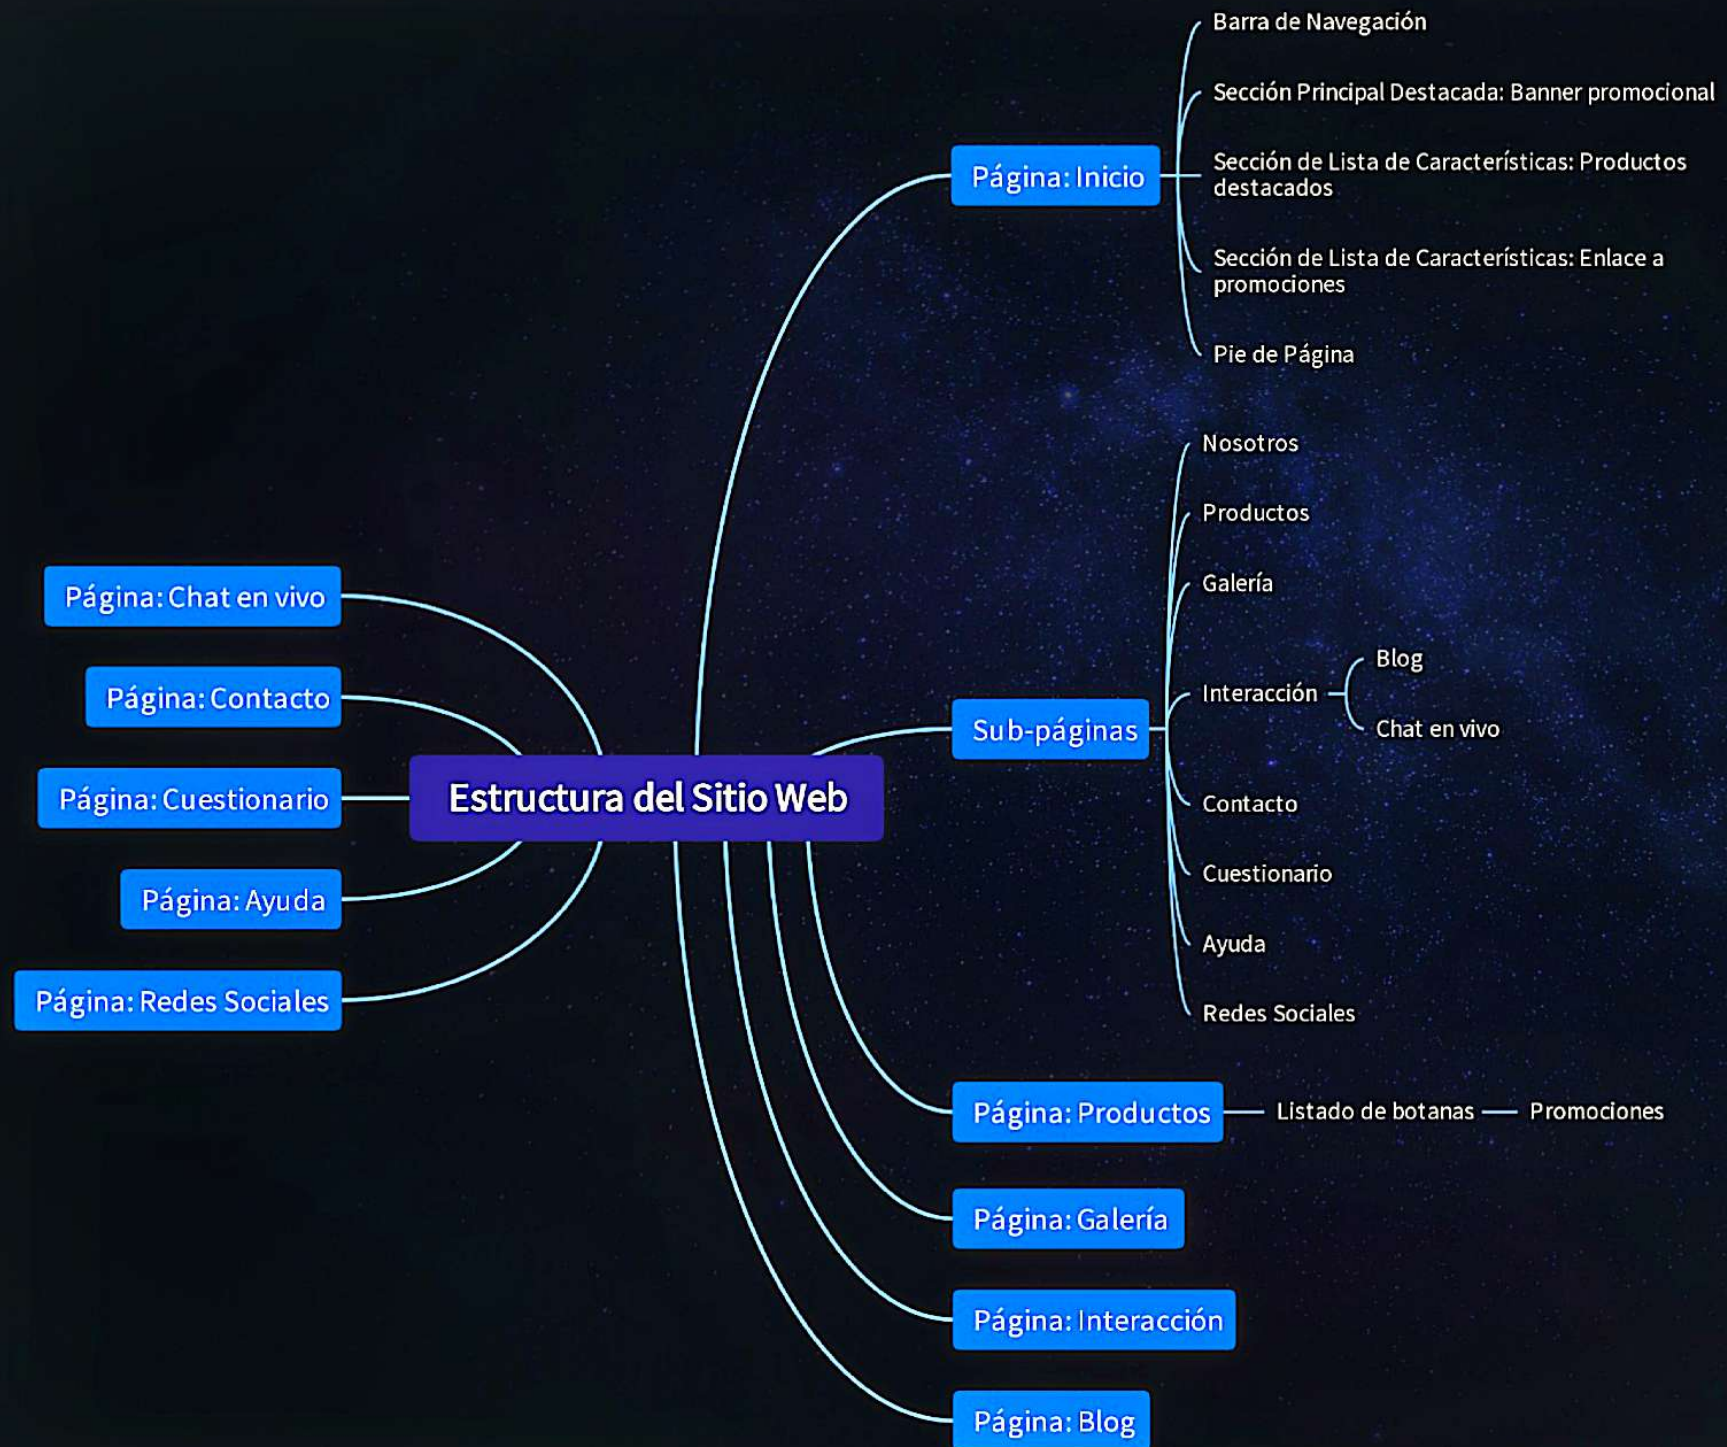 Estructura del Sitio Web
Página: Inicio
Barra de Navegación
Sección Principal Destacada: Banner promocional
Sección de Lista de Características: Productos
destacados
Sección de Lista de Características: Enlace a
promociones
Pie de Página
Sub-páginas
Nosotros
Productos
Galería
Interacción
Blog
Chat en vivo
Contacto
Cuestionario
Ayuda
Redes Sociales
Página: Productos
Listado de botanas
Promociones
Página: Galería
Página: Interacción
Página: Blog
Página: Chat en vivo
Página: Contacto
Página: Cuestionario
Página: Ayuda
Página: Redes Sociales